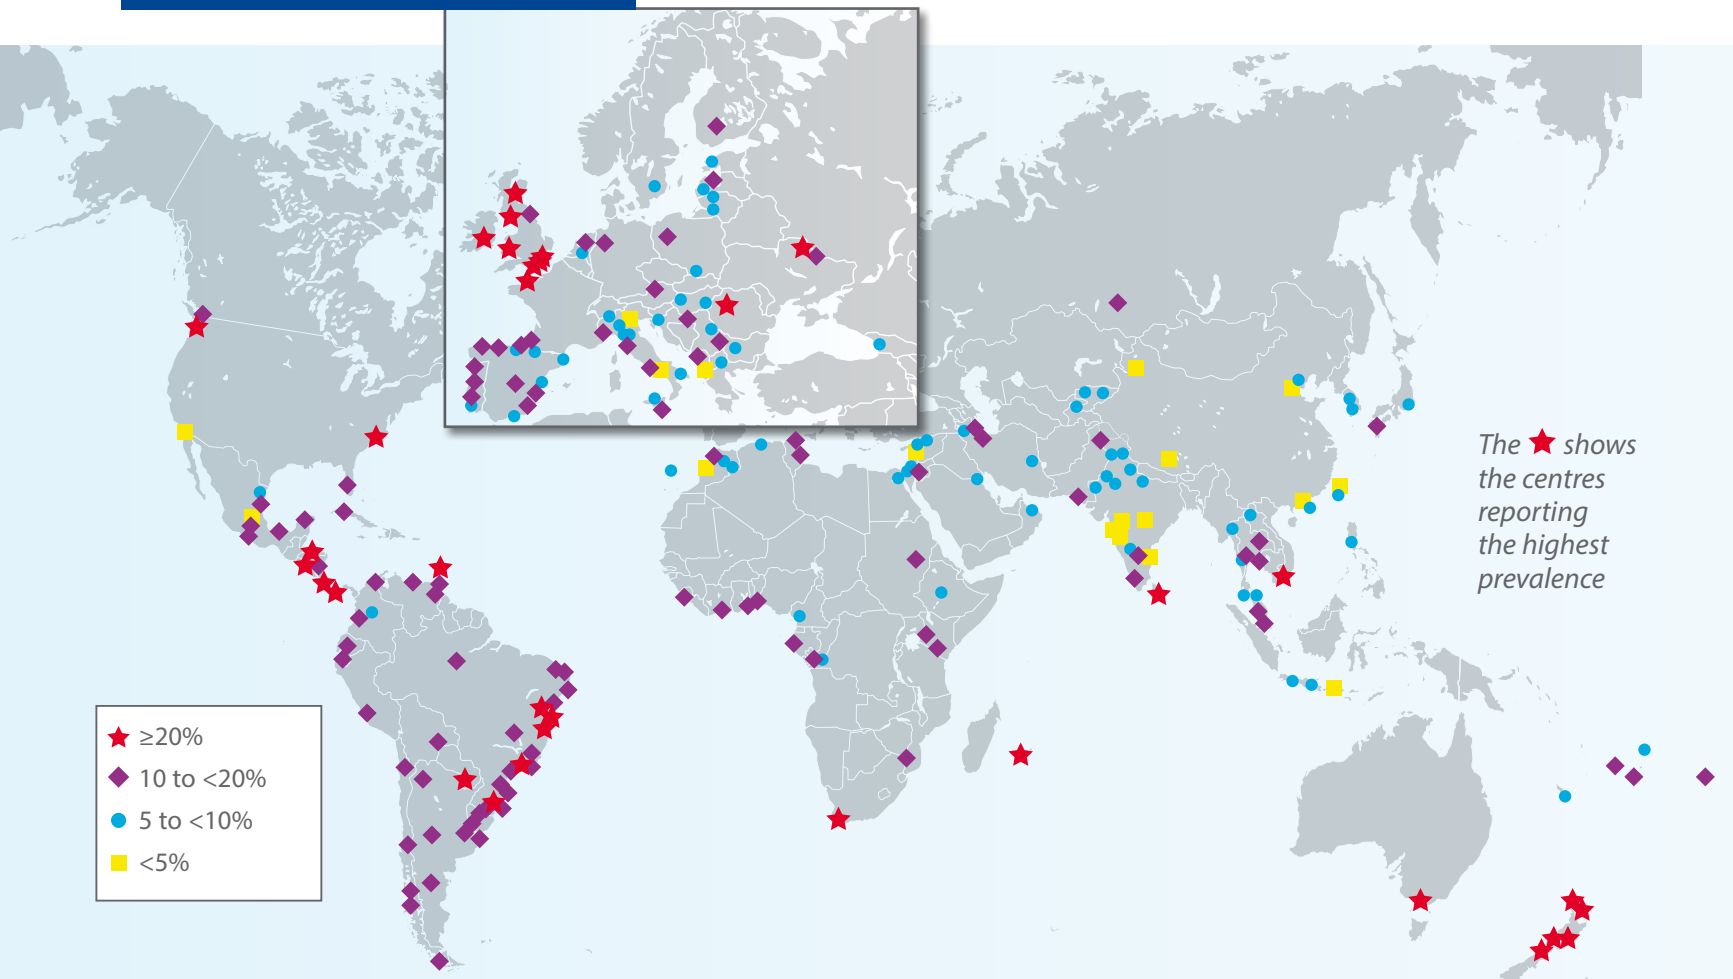 The ★ shows
the centres
reporting
the highest
prevalence
≥20%
10 to <20%
5 to <10%
<5%